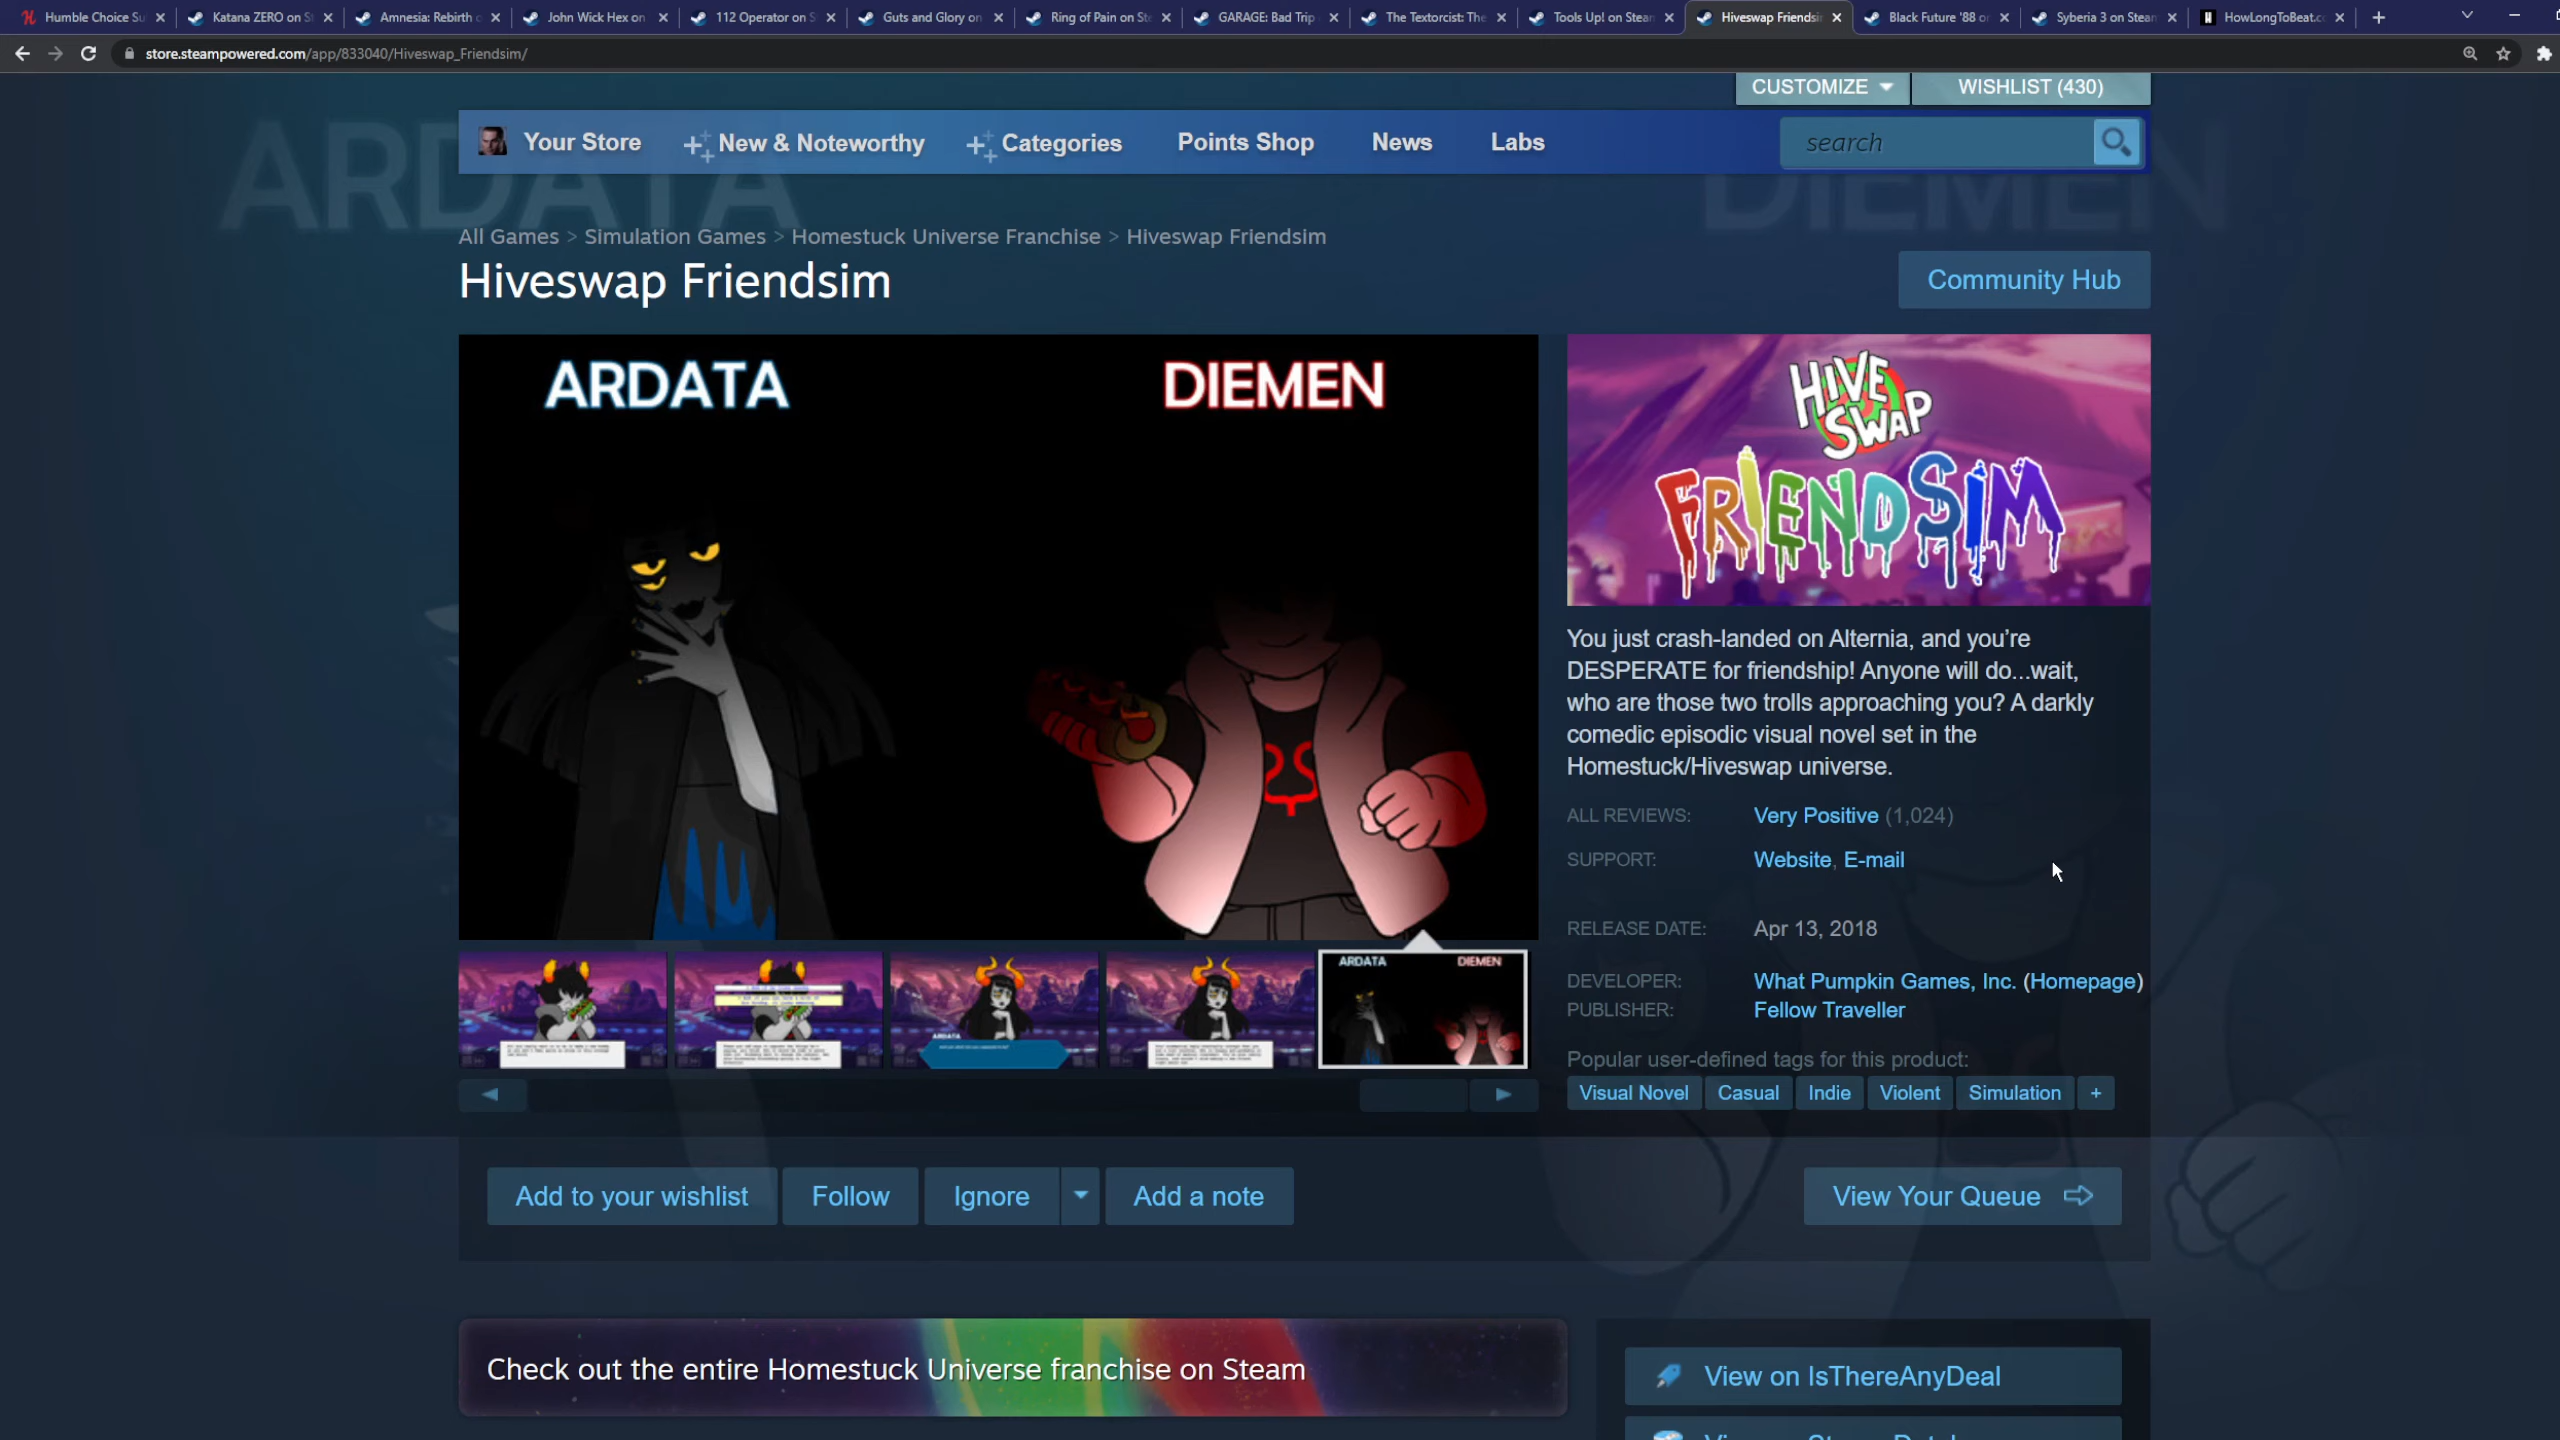 Humble Choice Su
Katana ZERO on St
Amnesia: Rebirth o
John Wick Hex on
112 Operator on S
Guts and Glory on
Ring of Pain on Ste
GARAGE: Bad Trip
The Textorcist: The
Tools Up! on Steam
Hiveswap Friendsi
Black Future '88 o
Syberia 3 on Steam
HowLongToBeat.c
store.steampowered.com/app/833040/Hiveswap_Friendsim/
CUSTOMIZE
WISHLIST (430)
ARDATA
DIEMEN
Your Store
New & Noteworthy
Categories
Points Shop
News
Labs
search
All Games > Simulation Games > Homestuck Universe Franchise > Hiveswap Friendsim
Hiveswap Friendsim
Community Hub
ARDATA
DIEMEN
HIVE
SWAP
FRIENDSIM
You just crash-landed on Alternia, and you're
DESPERATE for friendship! Anyone will do...wait,
who are those two trolls approaching you? A darkly
comedic episodic visual novel set in the
Homestuck/Hiveswap universe.
ALL REVIEWS: Very Positive (1,024)
SUPPORT: Website, E-mail
RELEASE DATE: Apr 13, 2018
DEVELOPER: What Pumpkin Games, Inc. (Homepage)
PUBLISHER: Fellow Traveller
Popular user-defined tags for this product:
Visual Novel
Casual
Indie
Violent
Simulation
+
ARDATA
ARDATA
DIEMEN
Add to your wishlist
Follow
Ignore
Add a note
View Your Queue
Check out the entire Homestuck Universe franchise on Steam
View on IsThereAnyDeal